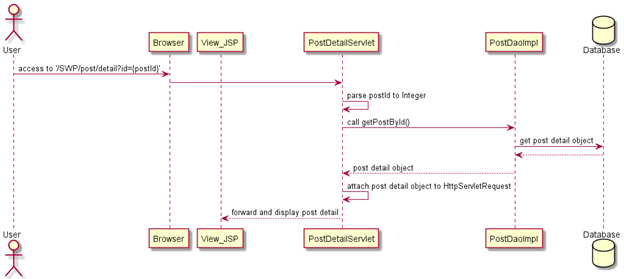 User
Browser
View_JSP
PostDetailServlet
PostDaoImpl
Database
access to '/SWP/post/detail?id={postId}'
parse postId to Integer
call getPostById()
get post detail object
post detail object
attach post detail object to HttpServletRequest
forward and display post detail
User
Browser
View_JSP
PostDetailServlet
PostDaoImpl
Database